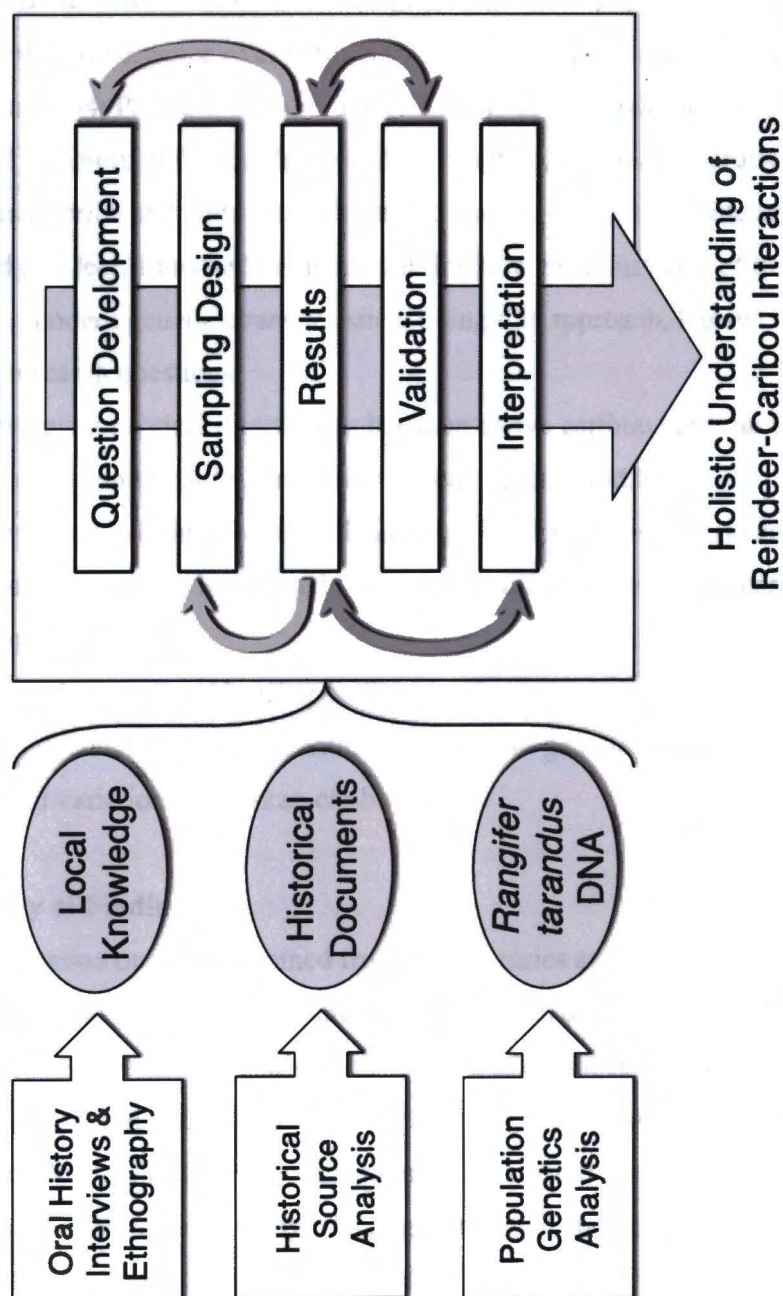 Oral History
Interviews &
Ethnography
Local
Knowledge
Historical
Source
Analysis
Historical
Documents
Population
Genetics
Analysis
Rangifer
tarandus
DNA
Question Development
Sampling Design
Results
Validation
Interpretation
Holistic Understanding of
Reindeer-Caribou Interactions